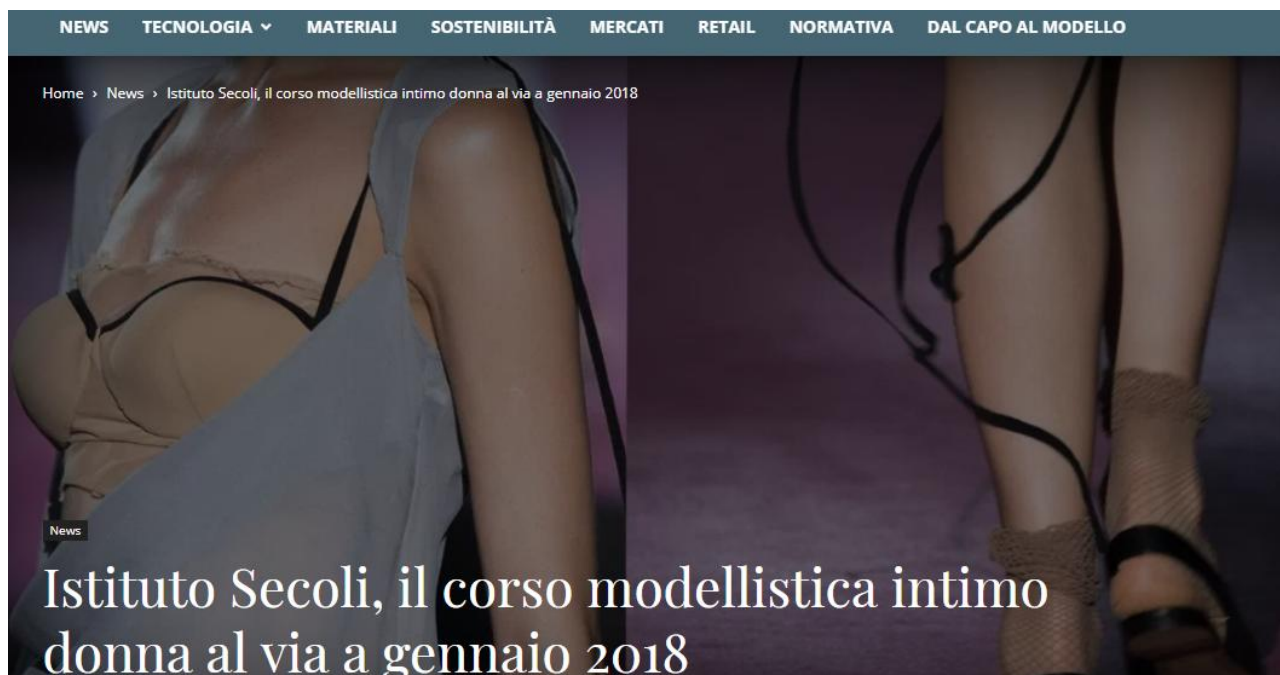 NEWS TECNOLOGIA MATERIALI SOSTENIBILITÀ MERCATI RETAIL NORMATIVA DAL CAPO AL MODELLO
Home › News › Istituto Secoli, il corso modellistica intimo donna al via a gennaio 2018
News
Istituto Secoli, il corso modellistica intimo
donna al via a gennaio 2018